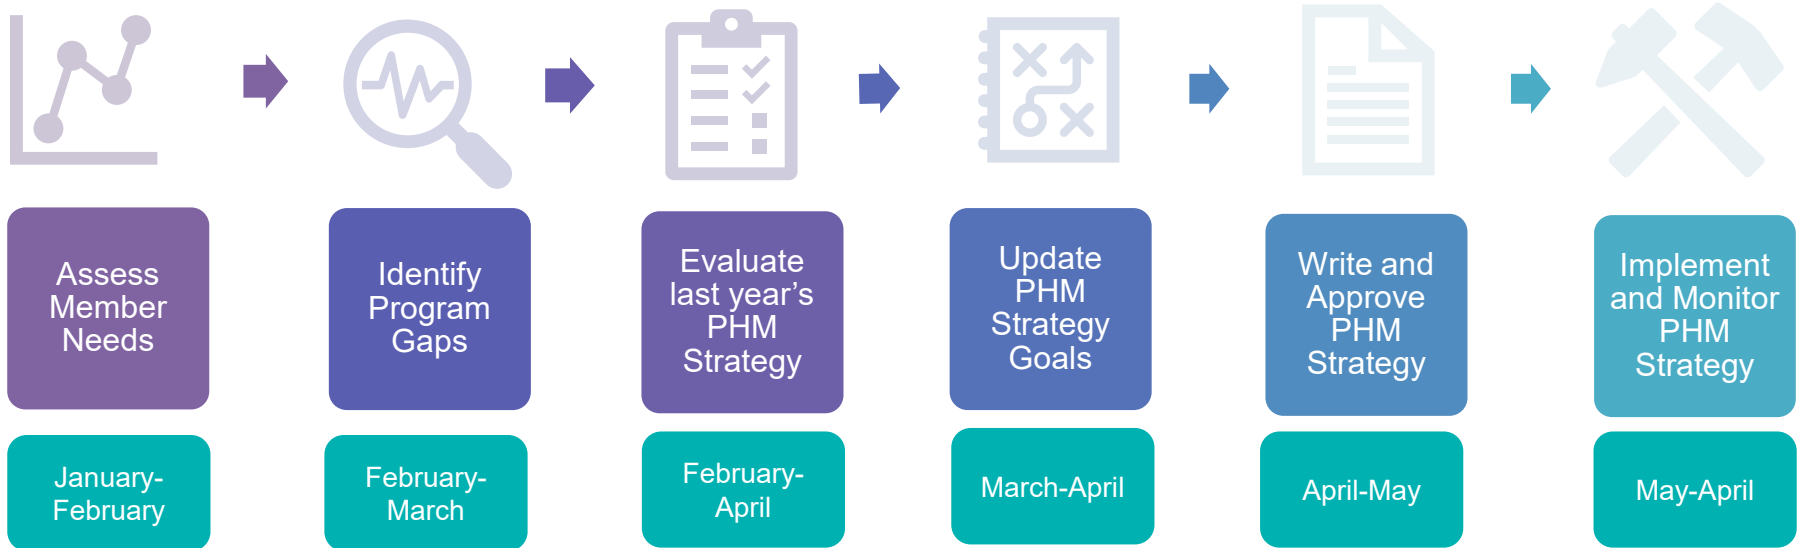 Assess
Member
Needs
Identify
Program
Gaps
Evaluate
last year’s
PHM
Strategy
Update
PHM
Strategy
Goals
Write and
Approve
PHM
Strategy
Implement
and Monitor
PHM
Strategy
January-
February
February-
March
February-
April
March-April
April-May
May-April